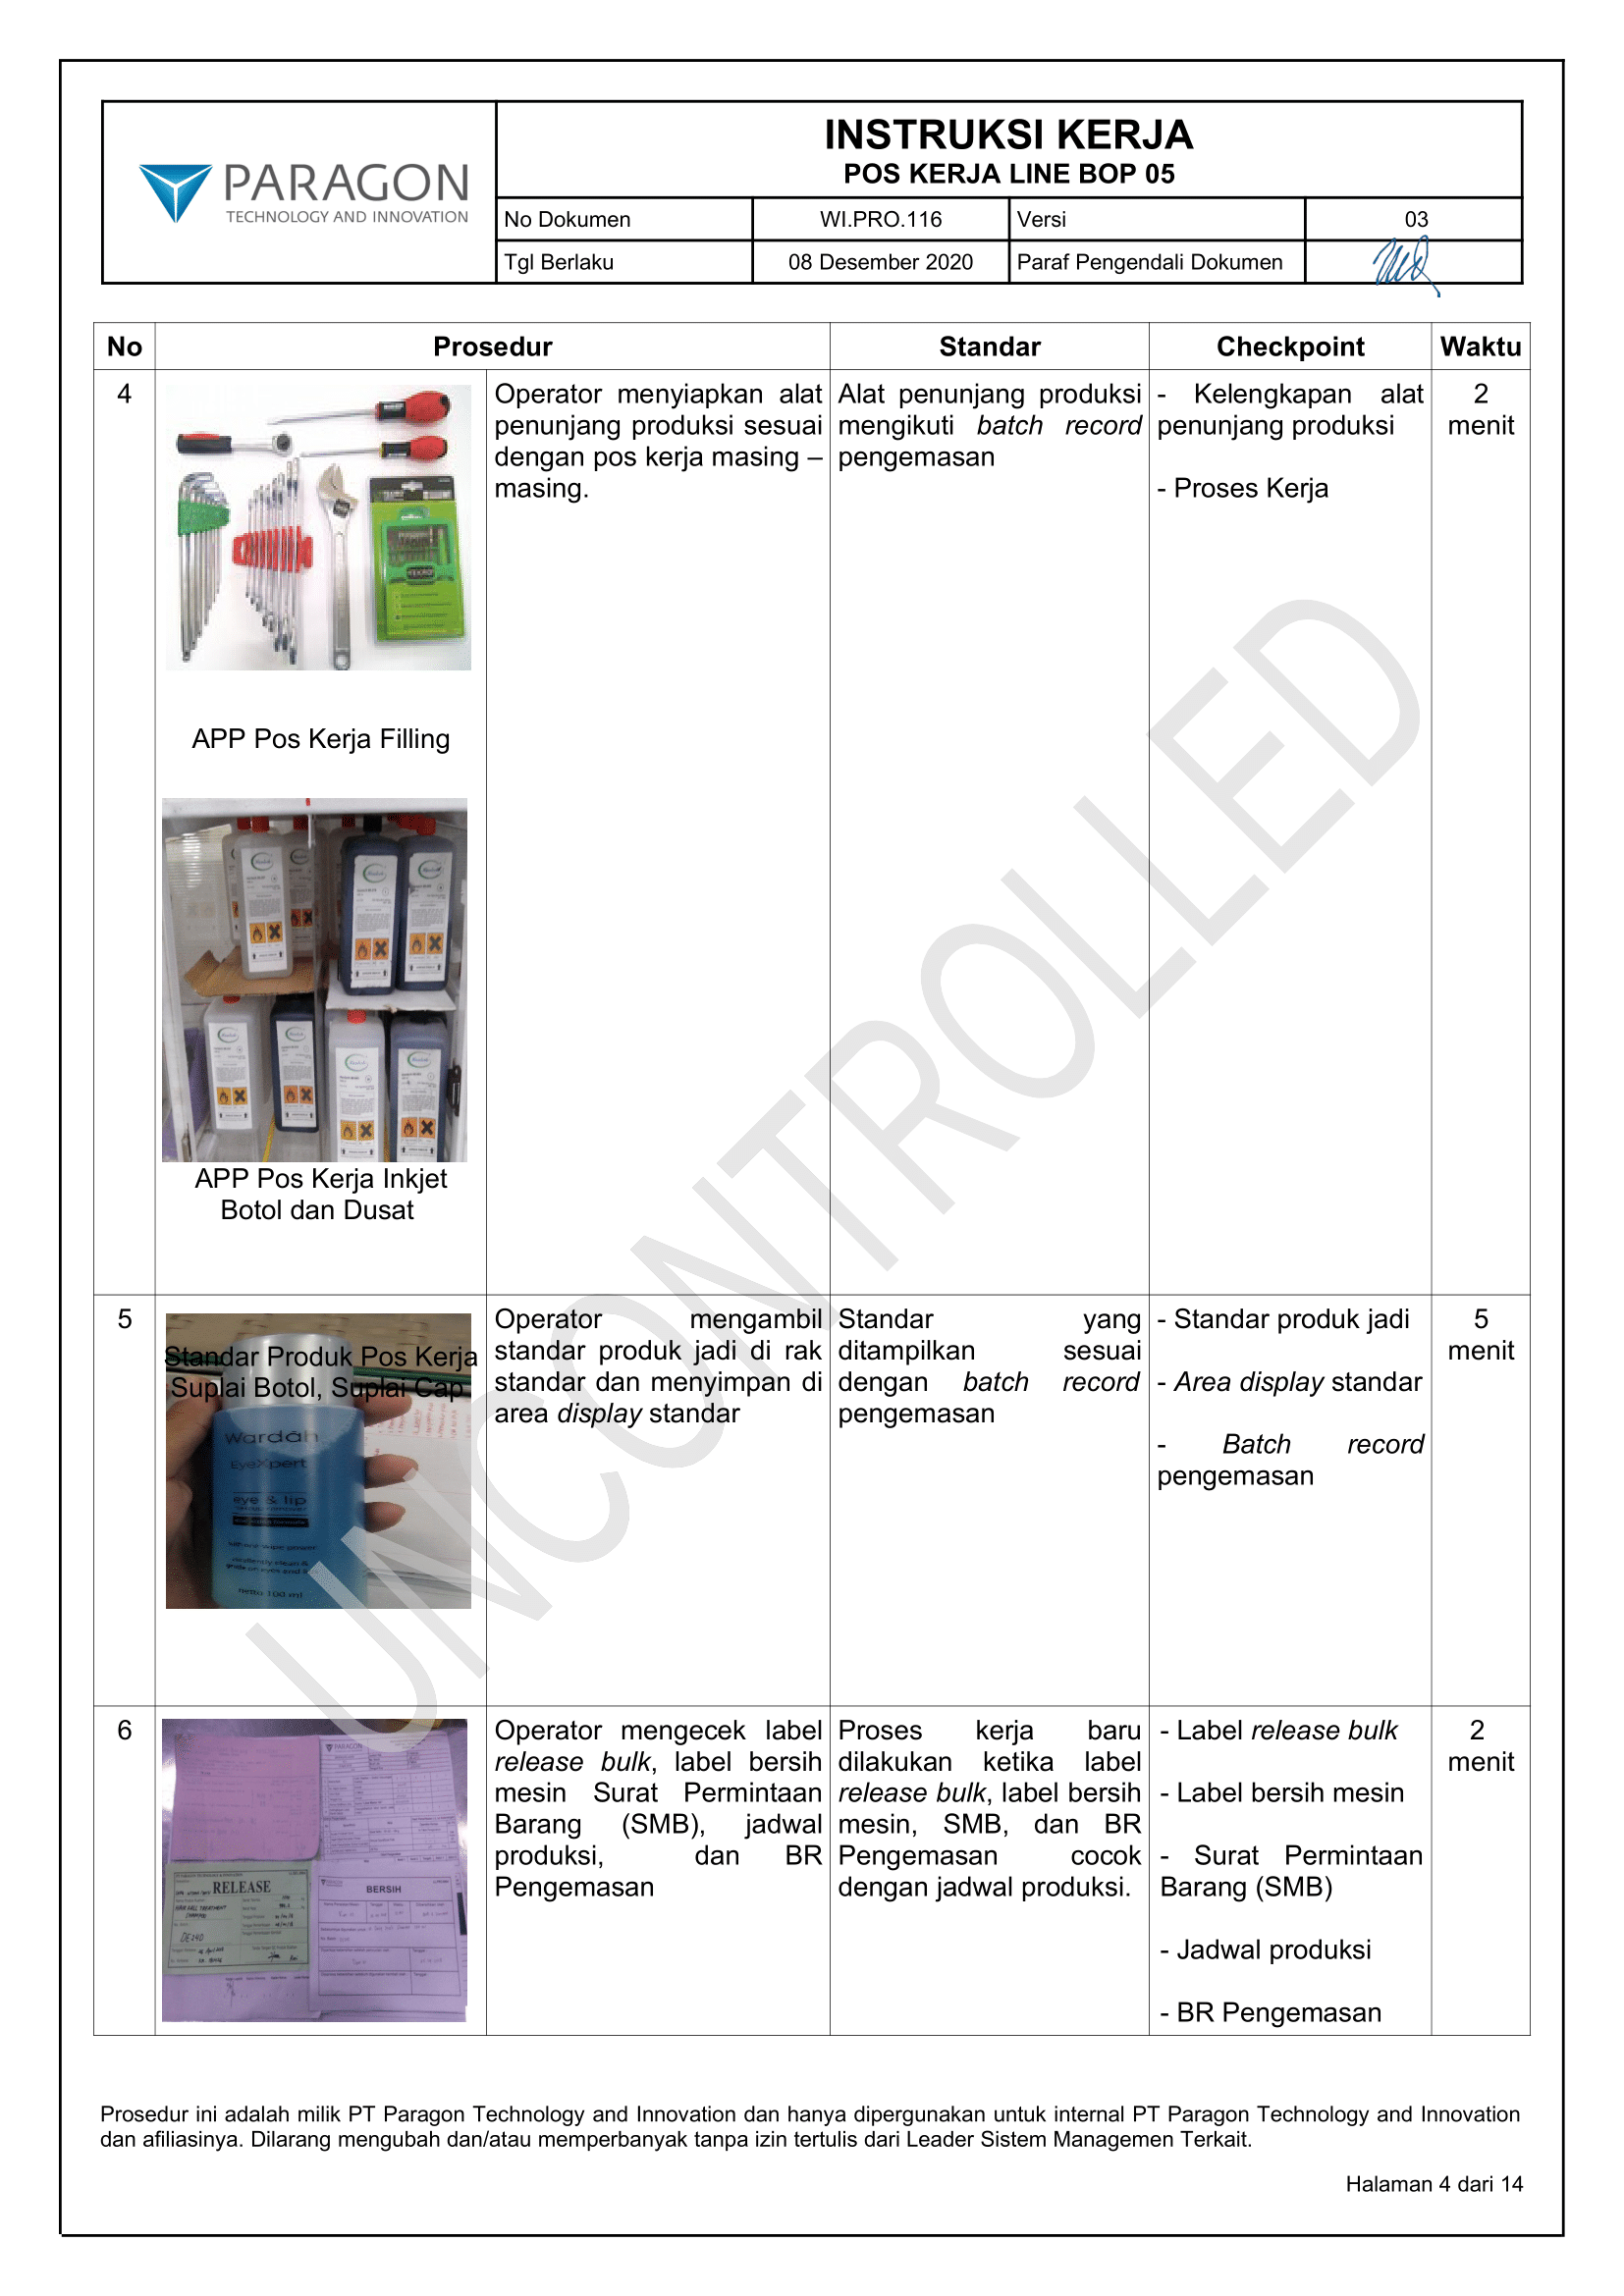 PARAGON
TECHNOLOGY AND INNOVATION
INSTRUKSI KERJA
POS KERJA LINE BOP 05
No Dokumen
WI.PRO.116
Versi
03
Tgl Berlaku
08 Desember 2020
Paraf Pengendali Dokumen
No
Prosedur
Standar
Checkpoint
Waktu
4
APP Pos Kerja Filling
APP Pos Kerja Inkjet
Botol dan Dusat
Operator menyiapkan alat
penunjang produksi sesuai
dengan pos kerja masing –
masing.
Alat penunjang produksi
mengikuti batch record
pengemasan
- Kelengkapan alat
penunjang produksi
- Proses Kerja
2
menit
5
Standar Produk Pos Kerja
Suplai Botol, Suplai Cap
Wardah
EyeXpert
eye & lip
netto 100 ml
Operator mengambil
standar produk jadi di rak
standar dan menyimpan di
area display standar
Standar yang
ditampilkan sesuai
dengan batch record
pengemasan
- Standar produk jadi
- Area display standar
- Batch record
pengemasan
5
menit
6
PARAGON
RELEASE
BERSIH
Operator mengecek label
release bulk, label bersih
mesin Surat Permintaan
Barang (SMB), jadwal
produksi, dan BR
Pengemasan
Proses kerja baru
dilakukan ketika label
release bulk, label bersih
mesin, SMB, dan BR
Pengemasan cocok
dengan jadwal produksi.
- Label release bulk
- Label bersih mesin
- Surat Permintaan
Barang (SMB)
- Jadwal produksi
- BR Pengemasan
2
menit
UNCONTROLLED
Prosedur ini adalah milik PT Paragon Technology and Innovation dan hanya dipergunakan untuk internal PT Paragon Technology and Innovation
dan afiliasinya. Dilarang mengubah dan/atau memperbanyak tanpa izin tertulis dari Leader Sistem Managemen Terkait.
Halaman 4 dari 14